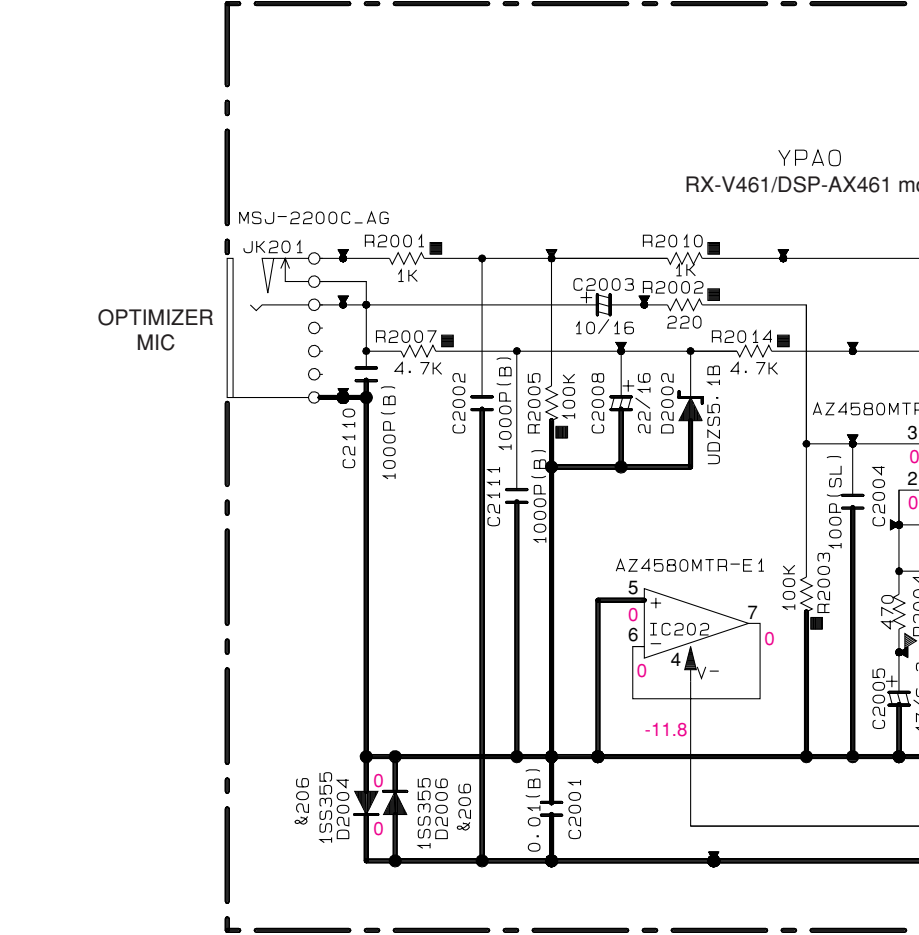 YPAO
RX-V461/DSP-AX461 mo
MSJ-2200C_AG
JK201
R2001
1K
R2010
1K
C2003
+
10/16
R2002
220
OPTIMIZER
MIC
R2007
4.7K
R2014
4.7K
C2110
1000P(B)
C2002
1000P(B)
C2111
1000P(B)
R2005
100K
C2008
+
22/16
D2002
UDZS5.1B
AZ4580MTR
3
0
2
0
100P(SL)
C2004
AZ4580MTR-E1
5
+
0
6
-
0
IC202
7
0
4
V-
-11.8
100K
R2003
470
C2005
+
&206
1SS355
D2004
0
0
1SS355
D2006
&206
0.01(B)
C2001